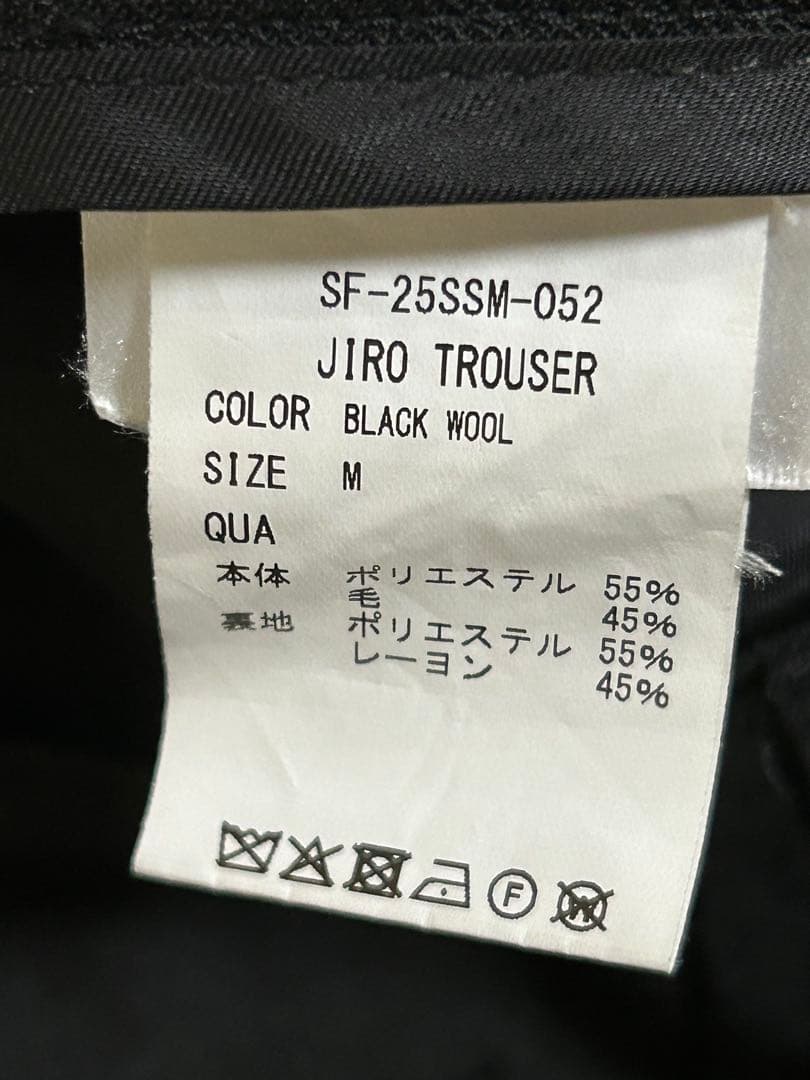 SF-25SSM-052
JIRO TROUSER
COLOR BLACK WOOL
SIZE M
QUA
本体 ポリエステル 55%
毛 45%
裏地 ポリエステル 55%
レーヨン 45%
F
W